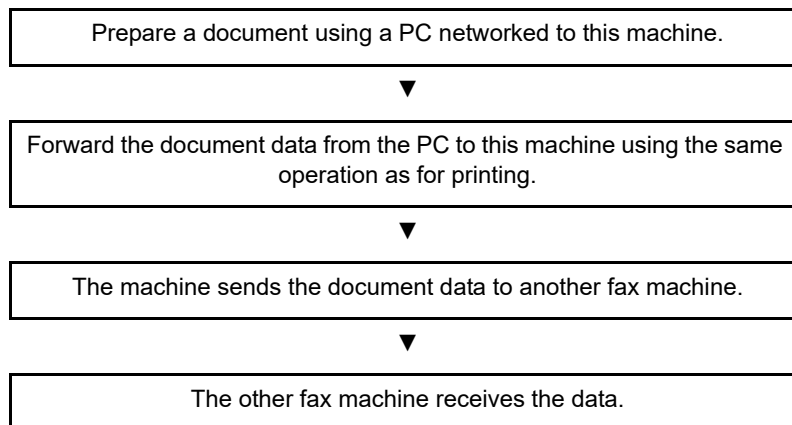 Prepare a document using a PC networked to this machine.
▼
Forward the document data from the PC to this machine using the same
operation as for printing.
▼
The machine sends the document data to another fax machine.
▼
The other fax machine receives the data.